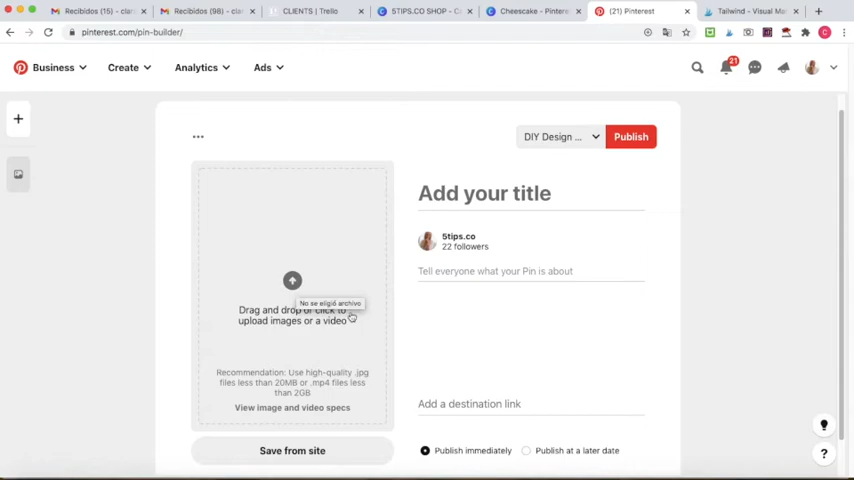 Recibidos (15) – cla
Recibidos (98) – cla
CLIENTS | Trello
5TIPS.CO SHOP - C
Cheescake – Pinter
(21) Pinterest
Tailwind - Visual M
pinterest.com/pin-builder/
Business
Create
Analytics
Ads
21
DIY Design ...
Publish
Add your title
5tips.co
22 followers
Tell everyone what your Pin is about
No se eligió archivo
Drag and drop or click to
upload images or a video
Recommendation: Use high-quality .jpg
files less than 20MB or .mp4 files less
than 2GB
View image and video specs
Add a destination link
Save from site
Publish immediately
Publish at a later date